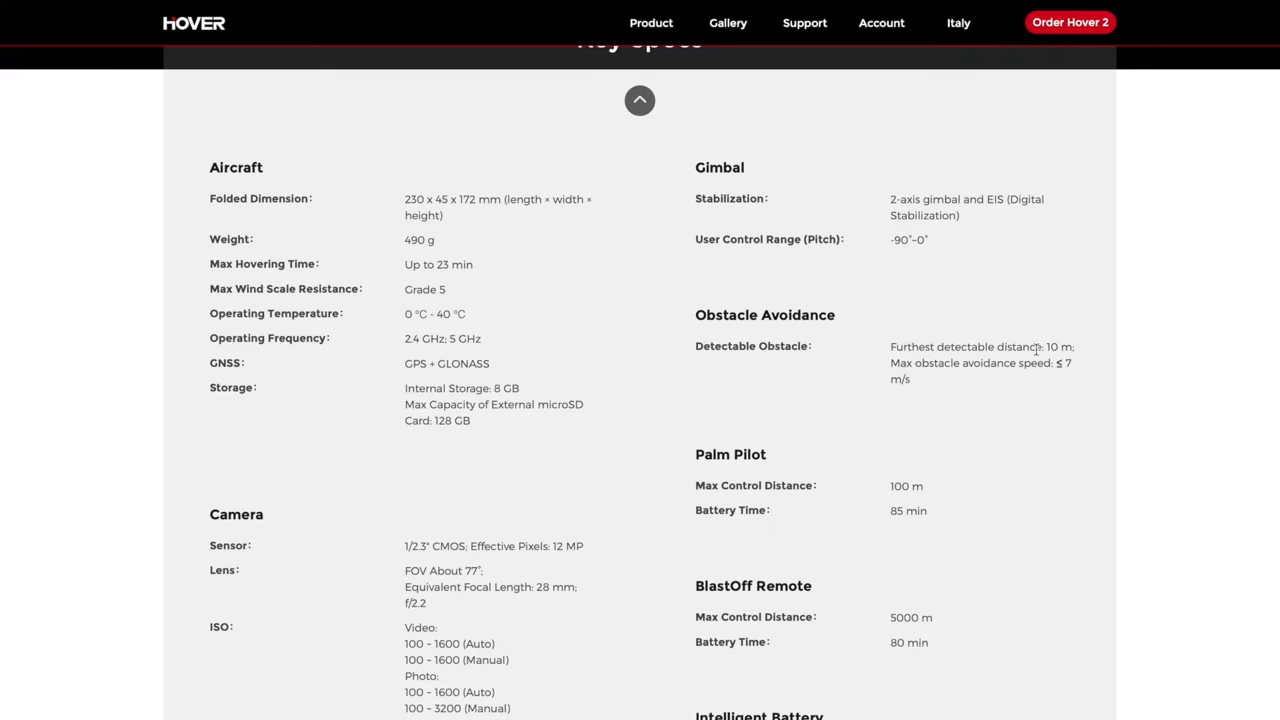 HOVER
Product
Gallery
Support
Account
Italy
Order Hover 2
Key Specs
Aircraft
Folded Dimension:
230 x 45 x 172 mm (length × width ×
height)
Weight:
490 g
Max Hovering Time:
Up to 23 min
Max Wind Scale Resistance:
Grade 5
Operating Temperature:
0 °C - 40 °C
Operating Frequency:
2.4 GHz; 5 GHz
GNSS:
GPS + GLONASS
Storage:
Internal Storage: 8 GB
Max Capacity of External microSD
Card: 128 GB
Camera
Sensor:
1/2.3" CMOS; Effective Pixels: 12 MP
Lens:
FOV About 77°;
Equivalent Focal Length: 28 mm;
f/2.2
ISO:
Video:
100 ~ 1600 (Auto)
100 ~ 1600 (Manual)
Photo:
100 ~ 1600 (Auto)
100 ~ 3200 (Manual)
Gimbal
Stabilization:
2-axis gimbal and EIS (Digital
Stabilization)
User Control Range (Pitch):
-90°~0°
Obstacle Avoidance
Detectable Obstacle:
Furthest detectable distance: 10 m;
Max obstacle avoidance speed: ≤ 7
m/s
Palm Pilot
Max Control Distance:
100 m
Battery Time:
85 min
BlastOff Remote
Max Control Distance:
5000 m
Battery Time:
80 min
Intelligent Battery